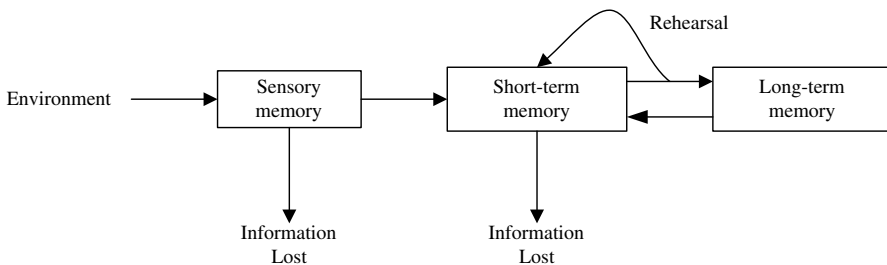 Rehearsal
Environment
Sensory
memory
Short-term
memory
Long-term
memory
Information
Lost
Information
Lost